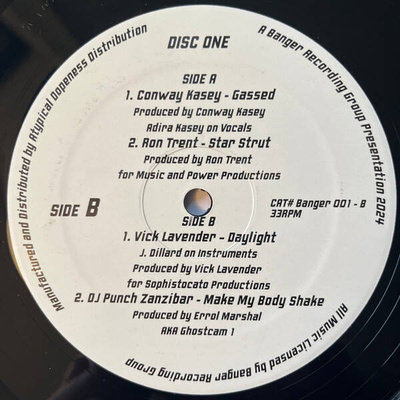 DISC ONE
SIDE A
1. Conway Kasey - Gassed
Produced by Conway Kasey
Adira Kasey on Vocals
2. Ron Trent - Star Strut
Produced by Ron Trent
for Music and Power Productions
SIDE B
CAT# Banger 001 - B
33RPM
SIDE B
1. Vick Lavender - Daylight
J. Dillard on Instruments
Produced by Vick Lavender
for Sophistocato Productions
2. DJ Punch Zanzibar - Make My Body Shake
Produced by Errol Marshal
AKA Ghostcam 1
Manufactured and Distributed by Atypical Dopeness Distribution
A Banger Recording Group Presentation 2024
All Music Licensed by Banger Recording Group